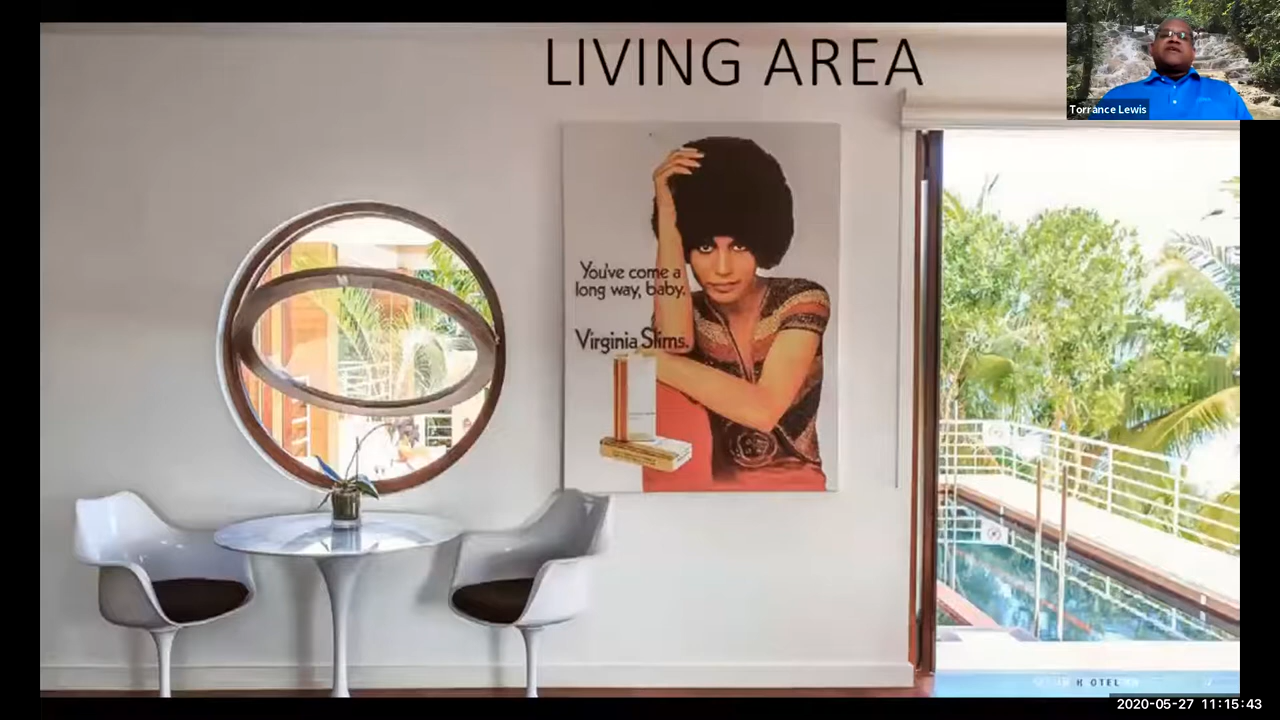 LIVING AREA
Torrance Lewis
You've come a
long way, baby.
Virginia Slims.
HOTEL
2020-05-27 11:15:43